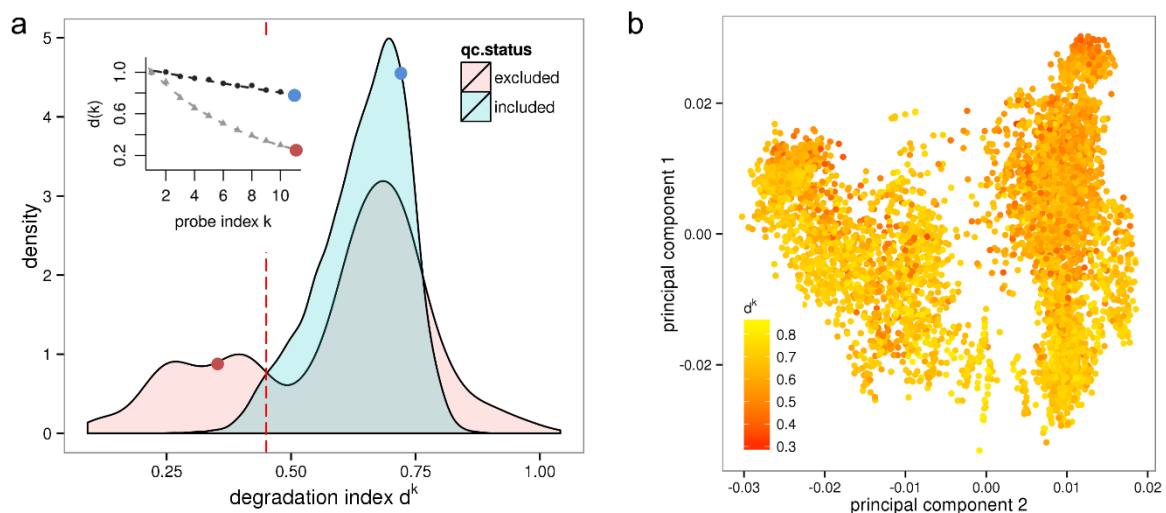 a
5
4
3
2
1
0
density
0.25 0.50 0.75 1.00
degradation index d^k
1.0
0.6
0.2
d(k)
2 4 6 8 10
probe index k
qc.status
excluded
included
b
0.02
0.00
-0.02
principal component 1
d^k
0.8
0.7
0.6
0.5
0.4
0.3
-0.03 -0.02 -0.01 0.00 0.01 0.02
principal component 2